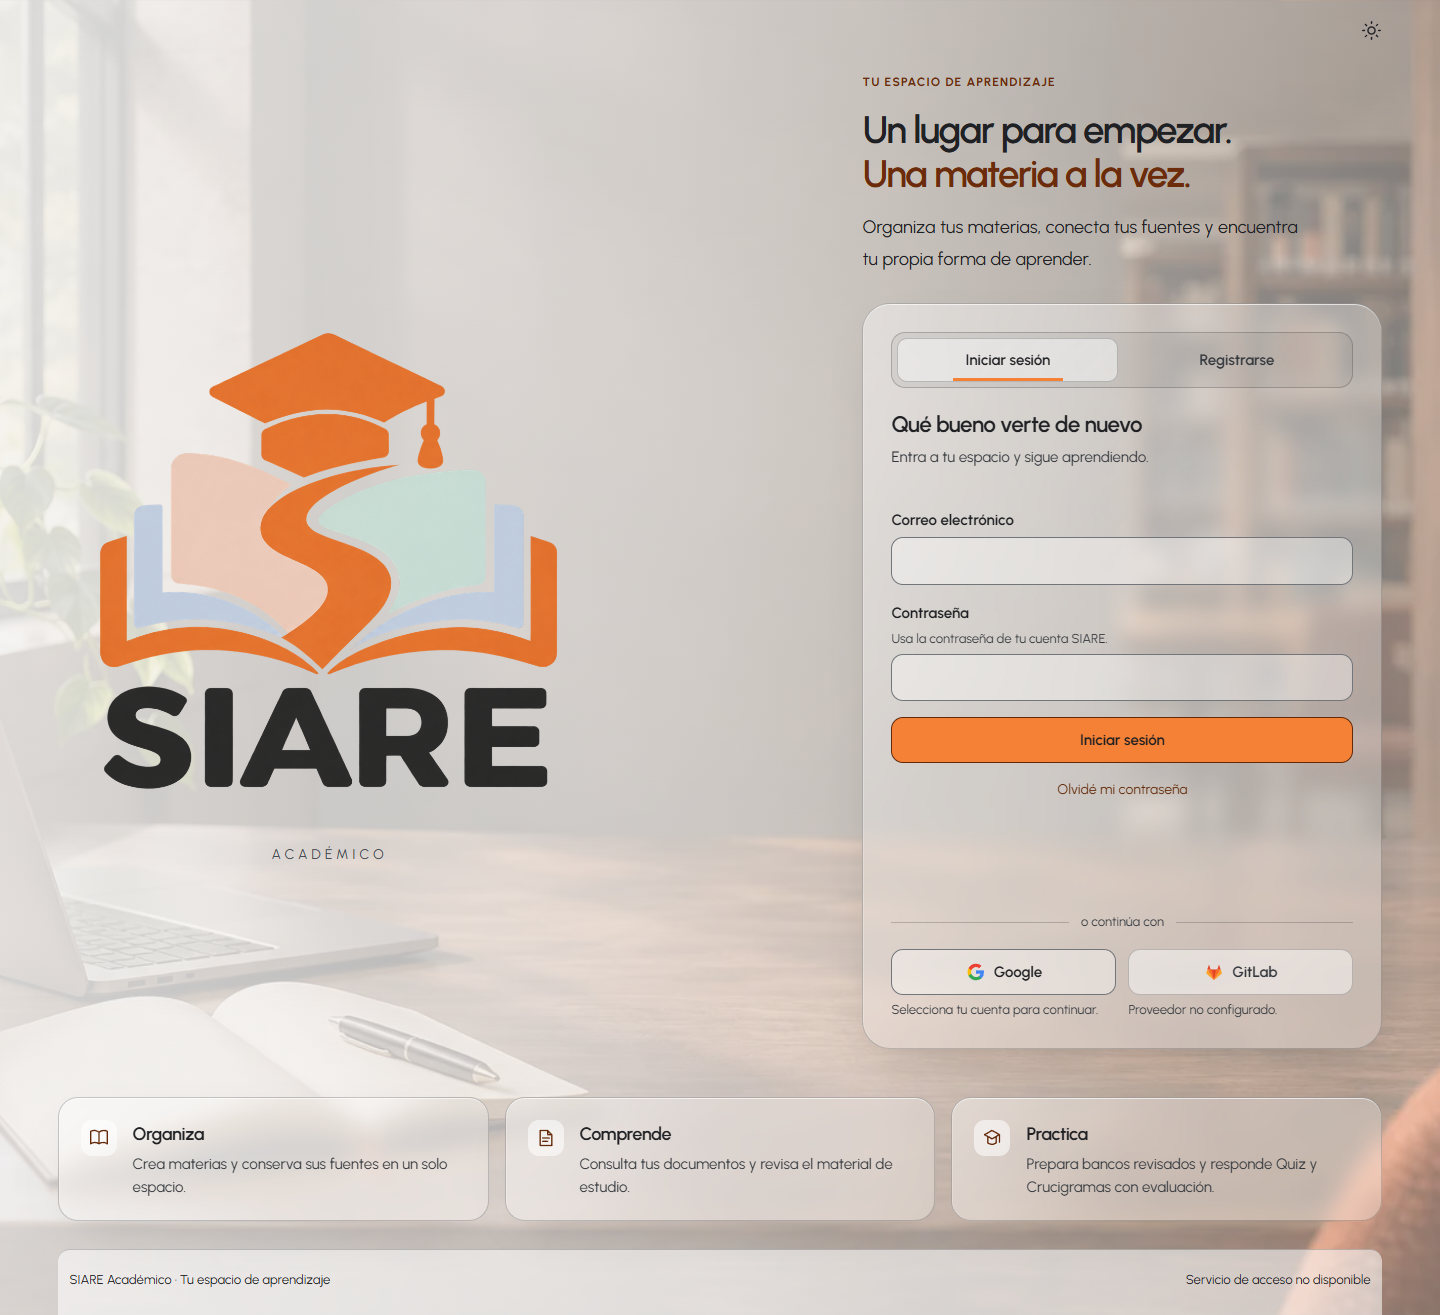 TU ESPACIO DE APRENDIZAJE
Un lugar para empezar.
Una materia a la vez.
Organiza tus materias, conecta tus fuentes y encuentra
tu propia forma de aprender.
SIARE
ACADÉMICO
Iniciar sesión
Registrarse
Qué bueno verte de nuevo
Entra a tu espacio y sigue aprendiendo.
Correo electrónico
Contraseña
Usa la contraseña de tu cuenta SIARE.
Iniciar sesión
Olvidé mi contraseña
o continúa con
Google
GitLab
Selecciona tu cuenta para continuar.
Proveedor no configurado.
Organiza
Crea materias y conserva sus fuentes en un solo
espacio.
Comprende
Consulta tus documentos y revisa el material de
estudio.
Practica
Prepara bancos revisados y responde Quiz y
Crucigramas con evaluación.
SIARE Académico · Tu espacio de aprendizaje
Servicio de acceso no disponible